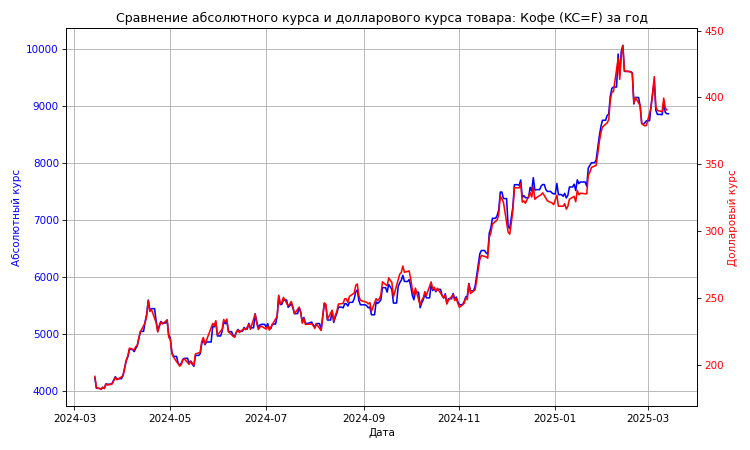 Сравнение абсолютного курса и долларового курса товара: Кофе (KC=F) за год
Абсолютный курс
10000
9000
8000
7000
6000
5000
4000
450
400
350
300
250
200
Долларовый курс
2024-03 2024-05 2024-07 2024-09 2024-11 2025-01 2025-03
Дата